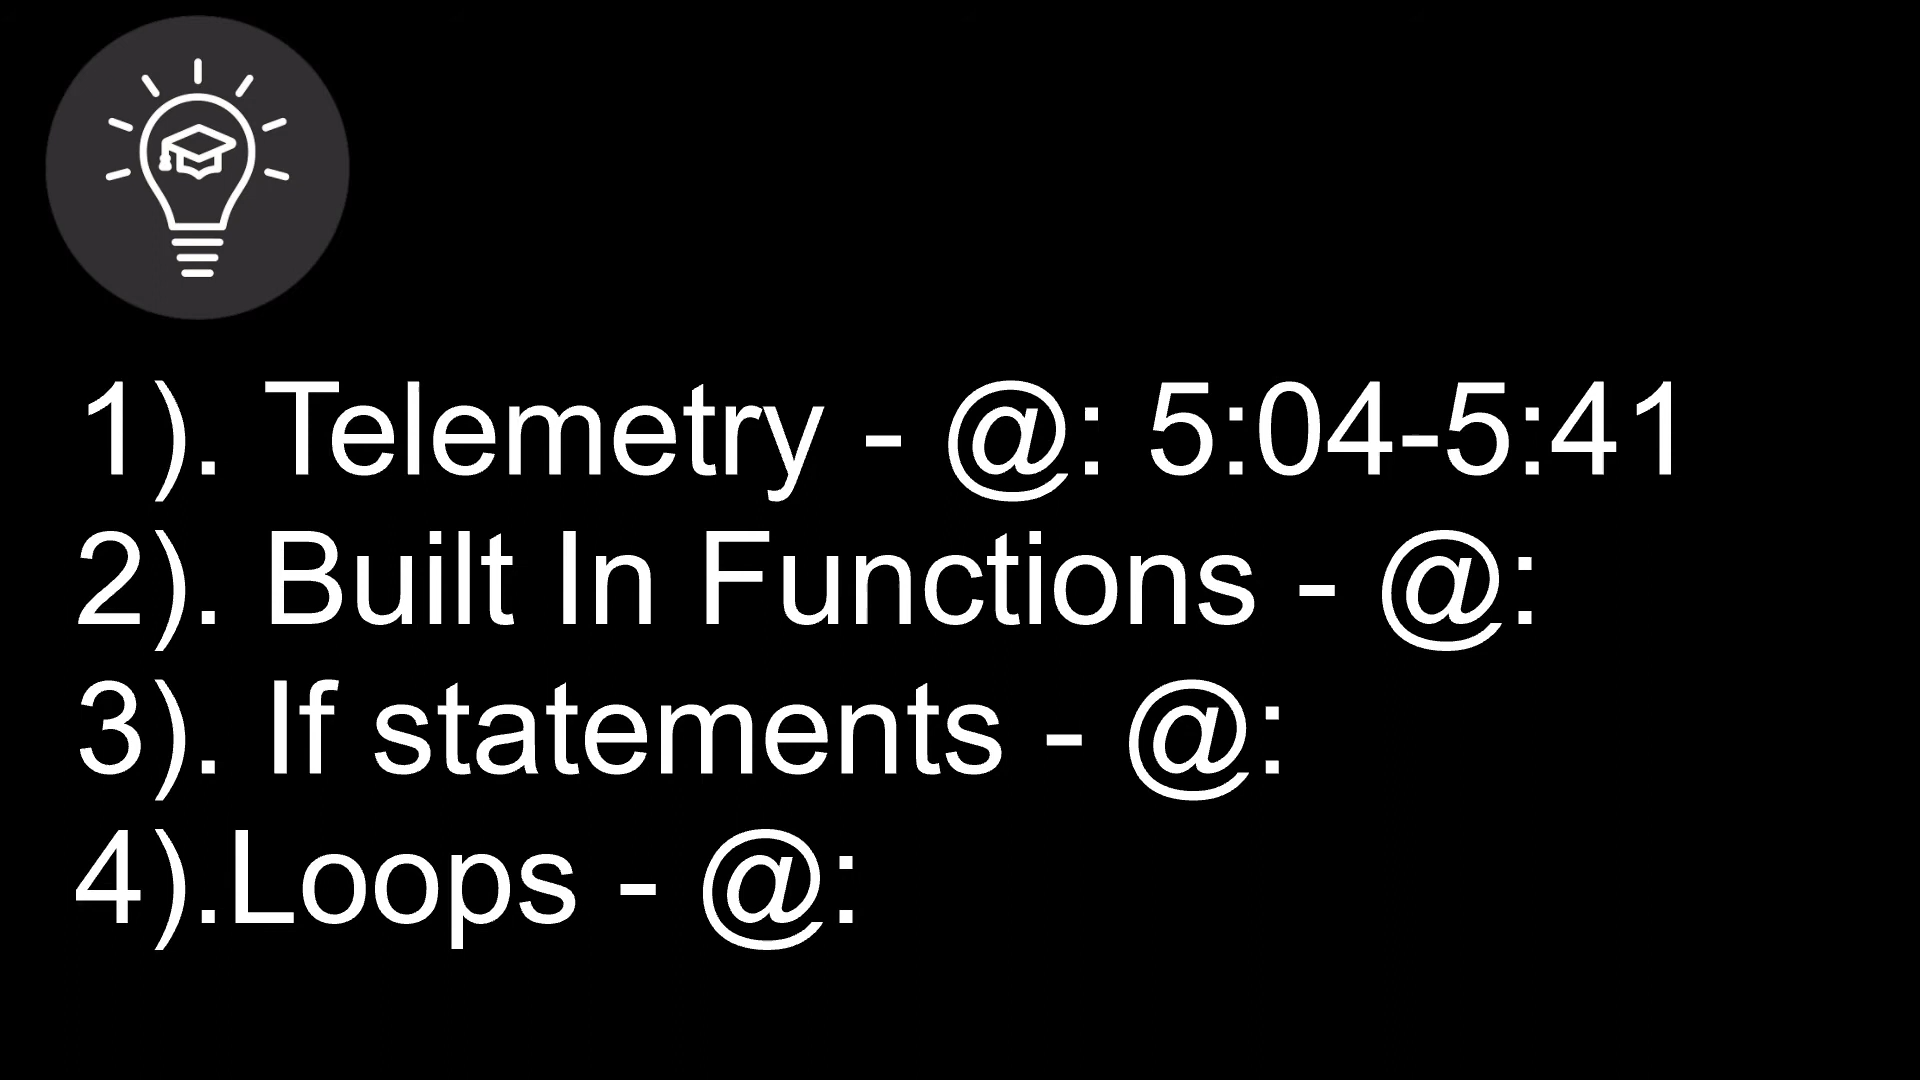 1). Telemetry - @: 5:04-5:41
2). Built In Functions - @:
3). If statements - @:
4).Loops - @: